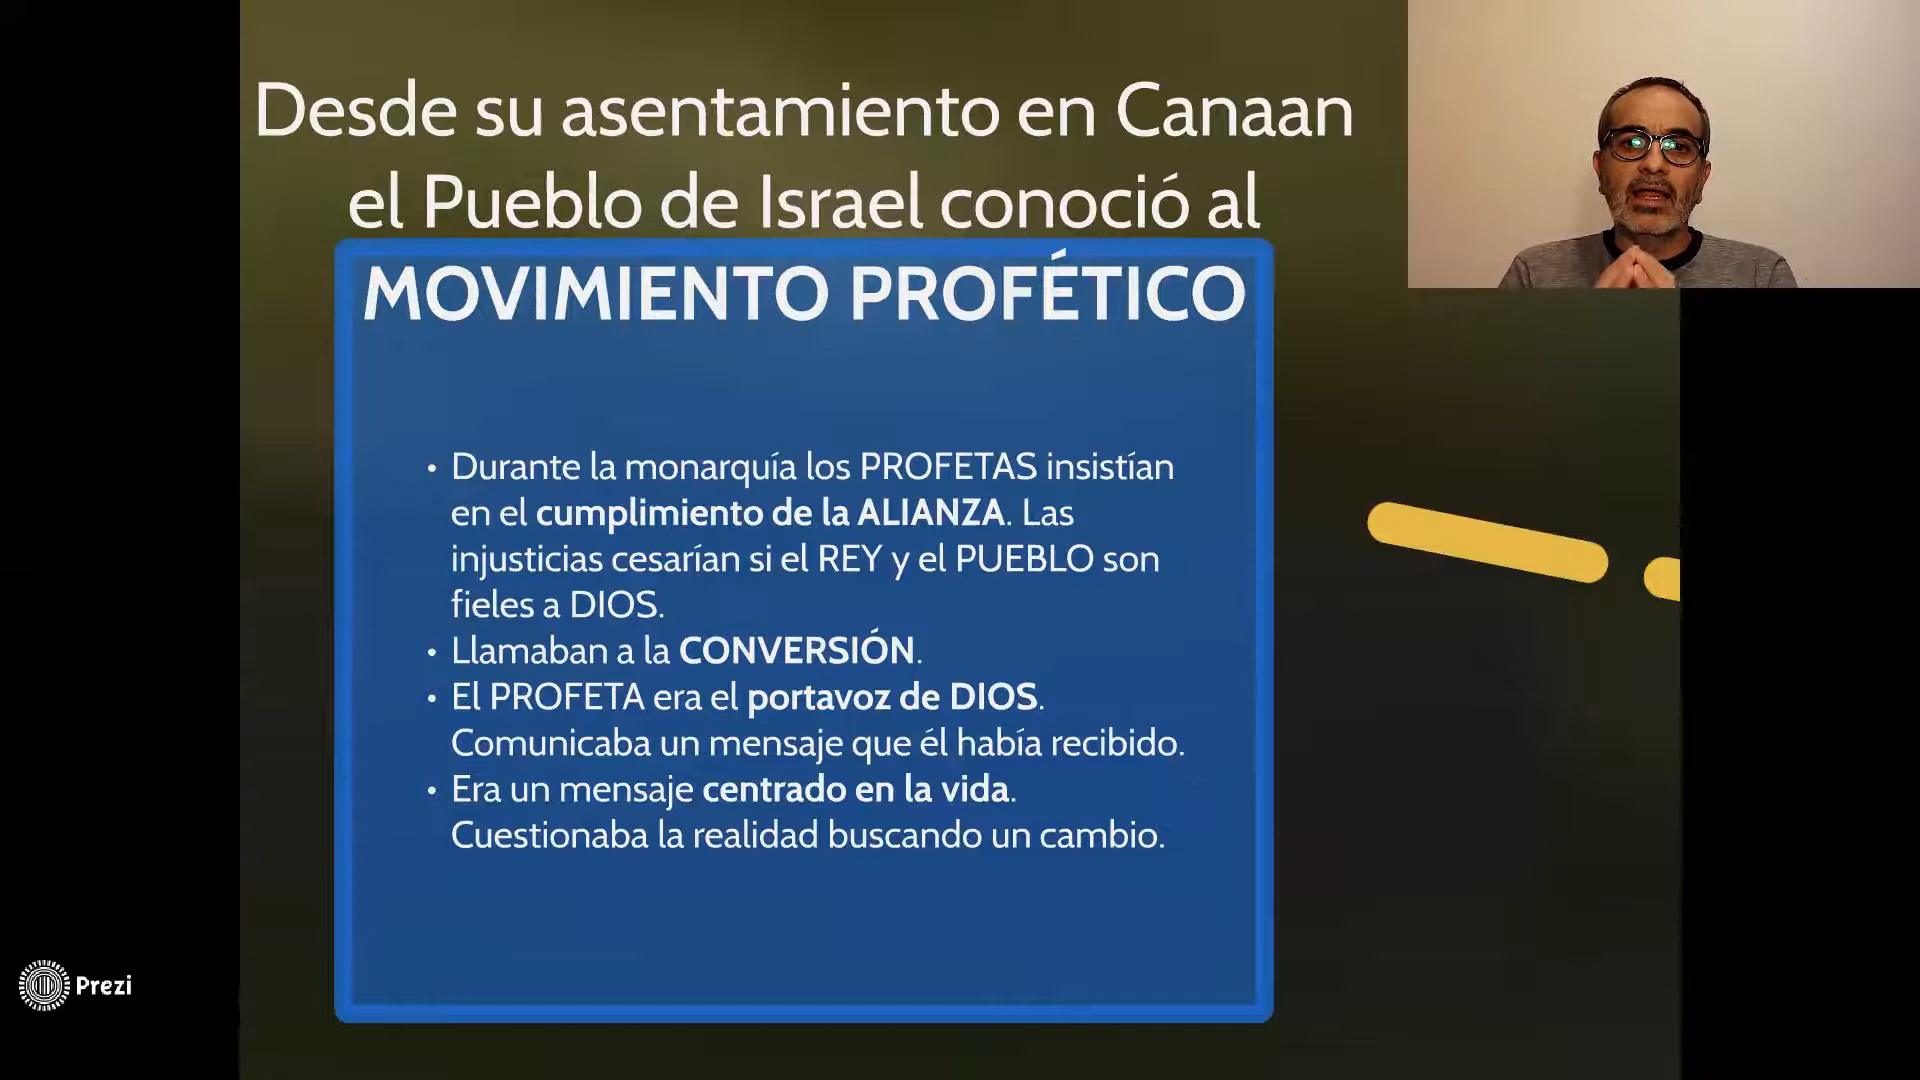 Desde su asentamiento en Canaan
el Pueblo de Israel conoció al
MOVIMIENTO PROFÉTICO
• Durante la monarquía los PROFETAS insistían
en el cumplimiento de la ALIANZA. Las
injusticias cesarían si el REY y el PUEBLO son
fieles a DIOS.
• Llamaban a la CONVERSIÓN.
• El PROFETA era el portavoz de DIOS.
Comunicaba un mensaje que él había recibido.
• Era un mensaje centrado en la vida.
Cuestionaba la realidad buscando un cambio.
Prezi